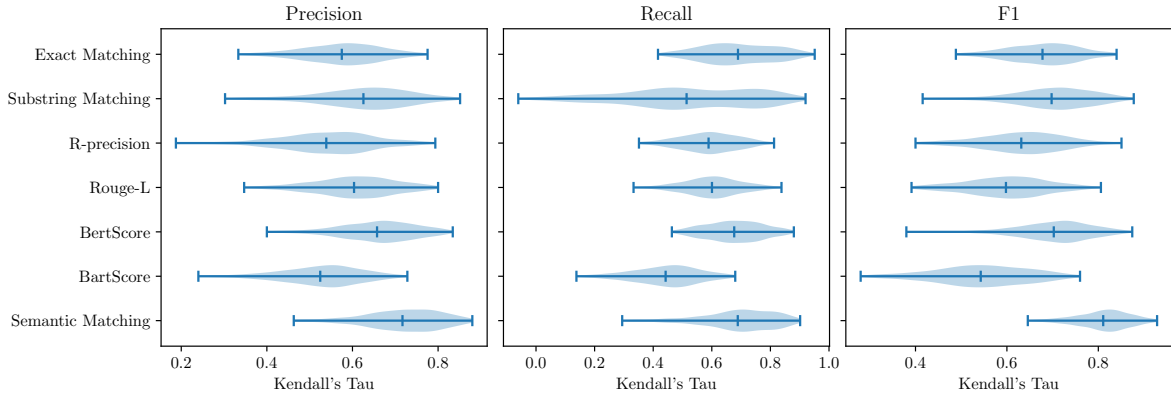 Precision
Recall
F1
Exact Matching
Substring Matching
R-precision
Rouge-L
BertScore
BartScore
Semantic Matching
0.2 0.4 0.6 0.8
0.0 0.2 0.4 0.6 0.8 1.0
0.4 0.6 0.8
Kendall's Tau
Kendall's Tau
Kendall's Tau